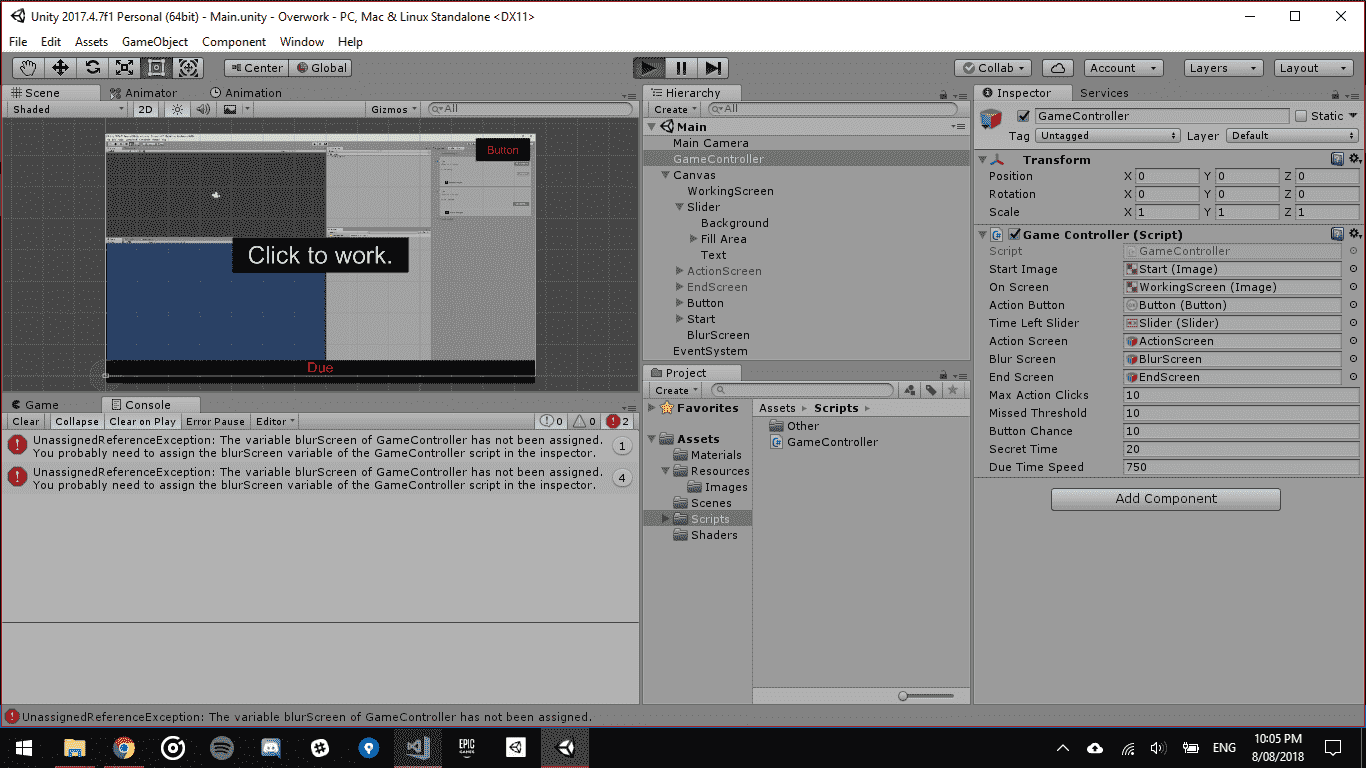 Unity 2017.4.7f1 Personal (64bit) - Main.unity - Overwork - PC, Mac & Linux Standalone <DX11>
File Edit Assets GameObject Component Window Help
Center Global Collab Account Layers Layout
Scene Animator Animation
Shaded 2D Gizmos All
Button
Click to work.
Due
Game Console
Clear Collapse Clear on Play Error Pause Editor 0 0 2
UnassignedReferenceException: The variable blurScreen of GameController has not been assigned.
You probably need to assign the blurScreen variable of the GameController script in the inspector.
1
UnassignedReferenceException: The variable blurScreen of GameController has not been assigned.
You probably need to assign the blurScreen variable of the GameController script in the inspector.
4
Hierarchy
Create All
Main
Main Camera
GameController
Canvas
WorkingScreen
Slider
Background
Fill Area
Text
ActionScreen
EndScreen
Button
Start
BlurScreen
EventSystem
Project
Create
Favorites
Assets
Materials
Resources
Images
Scenes
Scripts
Shaders
Assets Scripts
Other
GameController
Inspector Services
GameController Static
Tag Untagged Layer Default
Transform
Position X 0 Y 0 Z 0
Rotation X 0 Y 0 Z 0
Scale X 1 Y 1 Z 1
Game Controller (Script)
Script GameController
Start Image Start (Image)
On Screen WorkingScreen (Image)
Action Button Button (Button)
Time Left Slider Slider (Slider)
Action Screen ActionScreen
Blur Screen BlurScreen
End Screen EndScreen
Max Action Clicks 10
Missed Threshold 10
Button Chance 10
Secret Time 20
Due Time Speed 750
Add Component
UnassignedReferenceException: The variable blurScreen of GameController has not been assigned.
EPIC
GAMES
ENG
10:05 PM
8/08/2018